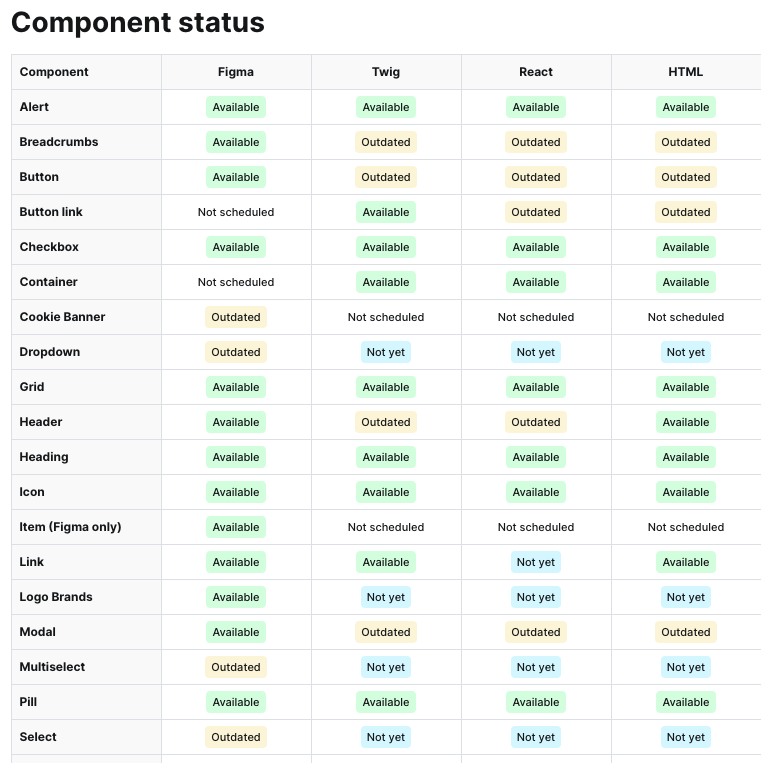 Component status
Component Figma Twig React HTML
Alert Available Available Available Available
Breadcrumbs Available Outdated Outdated Outdated
Button Available Outdated Outdated Outdated
Button link Not scheduled Available Outdated Outdated
Checkbox Available Available Available Available
Container Not scheduled Available Available Available
Cookie Banner Outdated Not scheduled Not scheduled Not scheduled
Dropdown Outdated Not yet Not yet Not yet
Grid Available Available Available Available
Header Available Outdated Outdated Available
Heading Available Available Available Available
Icon Available Available Available Available
Item (Figma only) Available Not scheduled Not scheduled Not scheduled
Link Available Available Not yet Available
Logo Brands Available Not yet Not yet Not yet
Modal Available Outdated Outdated Outdated
Multiselect Outdated Not yet Not yet Not yet
Pill Available Available Available Available
Select Outdated Not yet Not yet Not yet